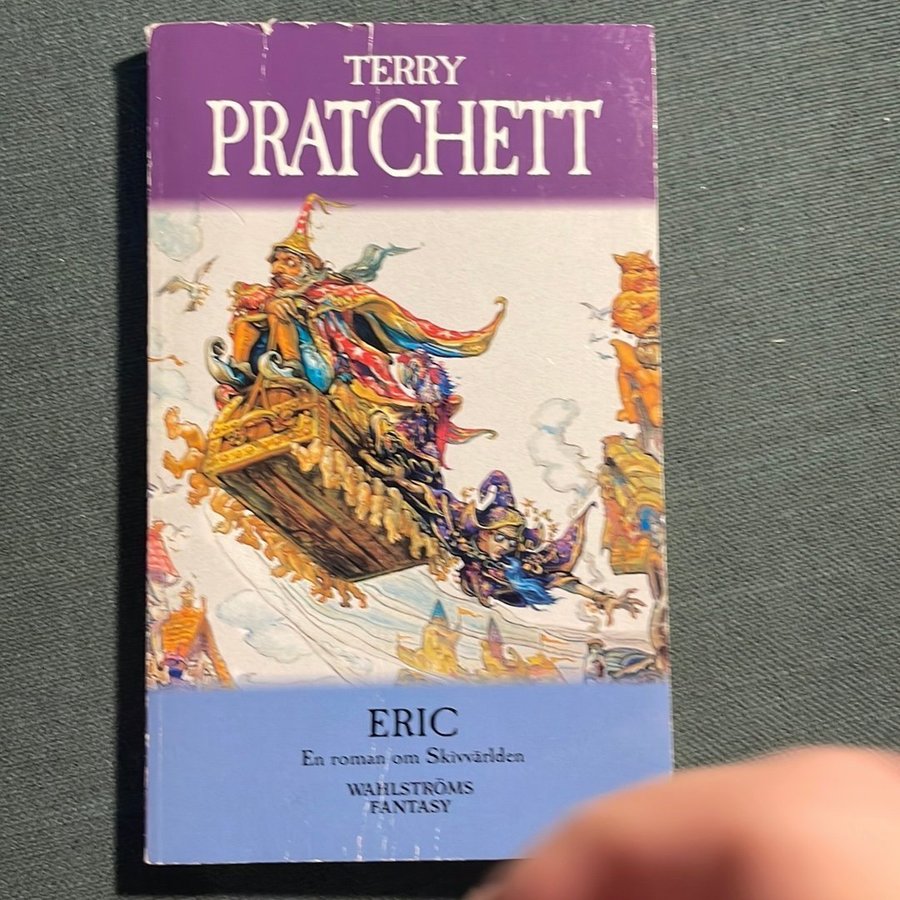 TERRY
PRATCHETT
ERIC
En roman om Skivvärlden
WAHLSTRÖMS
FANTASY